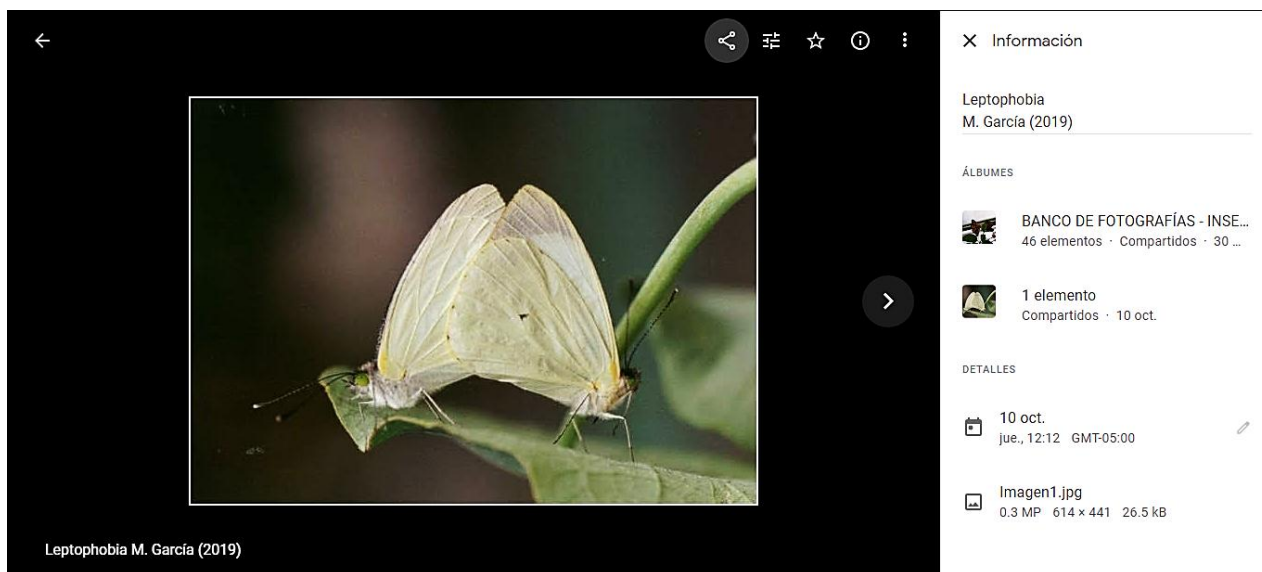 Información
Leptophobia
M. García (2019)
ÁLBUMES
BANCO DE FOTOGRAFÍAS - INSE...
46 elementos · Compartidos · 30 ...
1 elemento
Compartidos · 10 oct.
DETALLES
10 oct.
jue., 12:12 GMT-05:00
Imagen1.jpg
0.3 MP 614 × 441 26.5 kB
Leptophobia M. García (2019)